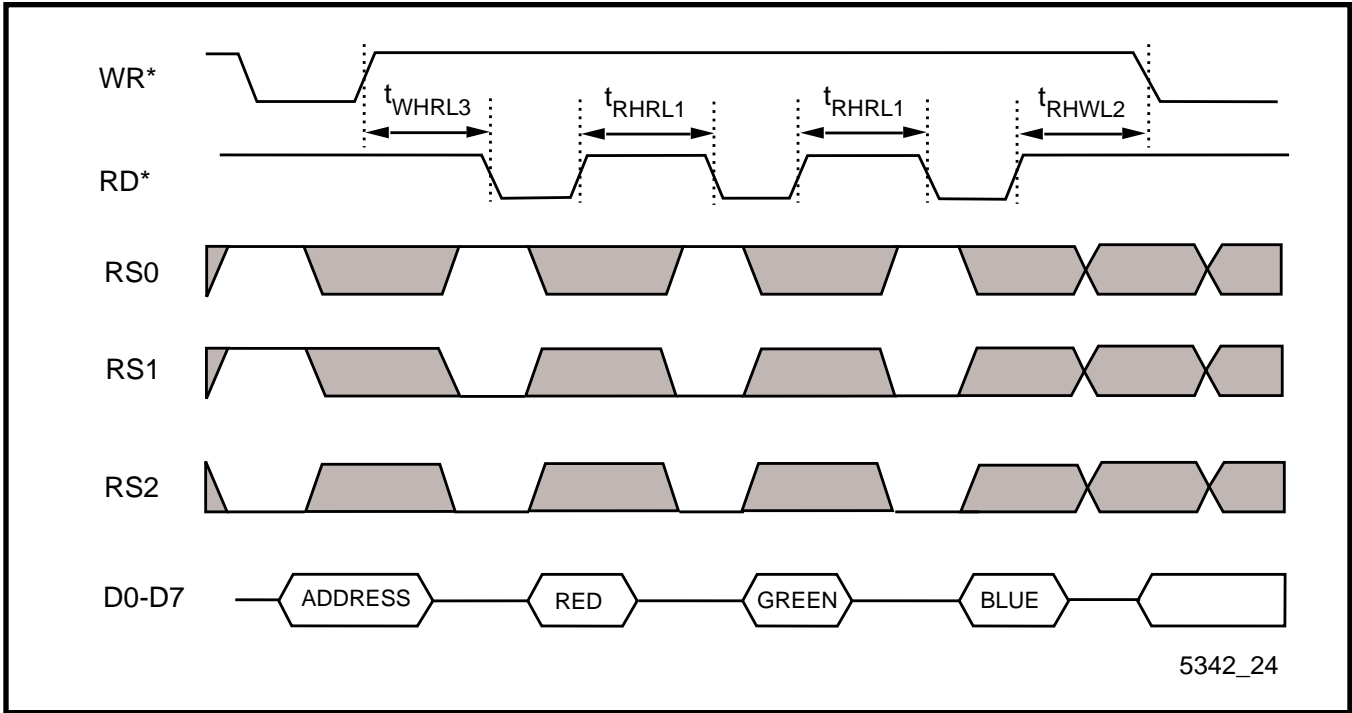 WR*
tWHRL3 tRHRL1 tRHRL1 tRHWL2
RD*
RS0
RS1
RS2
D0-D7 ADDRESS RED GREEN BLUE
5342_24